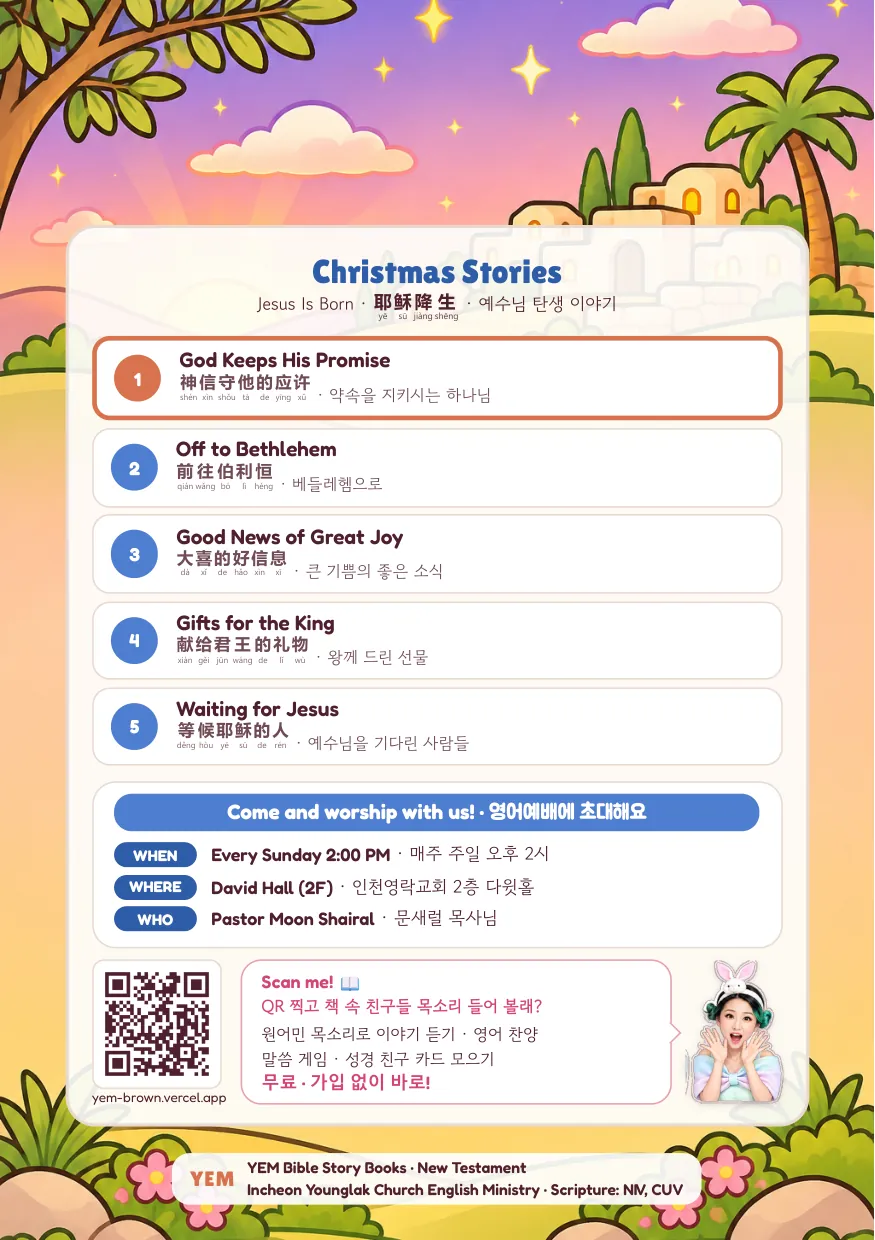 Christmas Stories
Jesus Is Born · 耶稣降生 · 예수님 탄생 이야기
yē sū jiàng shēng
1
God Keeps His Promise
神信守他的应许 · 약속을 지키시는 하나님
shén xìn shǒu tā de yīng xǔ
2
Off to Bethlehem
前往伯利恒 · 베들레헴으로
qián wǎng bó lì héng
3
Good News of Great Joy
大喜的好信息 · 큰 기쁨의 좋은 소식
dà xǐ de hǎo xìn xī
4
Gifts for the King
献给君王的礼物 · 왕께 드린 선물
xiàn gěi jūn wáng de lǐ wù
5
Waiting for Jesus
等候耶稣的人 · 예수님을 기다린 사람들
děng hòu yē sū de rén
Come and worship with us! · 영어예배에 초대해요
WHEN Every Sunday 2:00 PM · 매주 주일 오후 2시
WHERE David Hall (2F) · 인천영락교회 2층 다윗홀
WHO Pastor Moon Shairal · 문새럴 목사님
Scan me!
QR 찍고 책 속 친구들 목소리 들어 볼래?
원어민 목소리로 이야기 듣기 · 영어 찬양
말씀 게임 · 성경 친구 카드 모으기
무료 · 가입 없이 바로!
yem-brown.vercel.app
YEM
YEM Bible Story Books · New Testament
Incheon Younglak Church English Ministry · Scripture: NIV, CUV